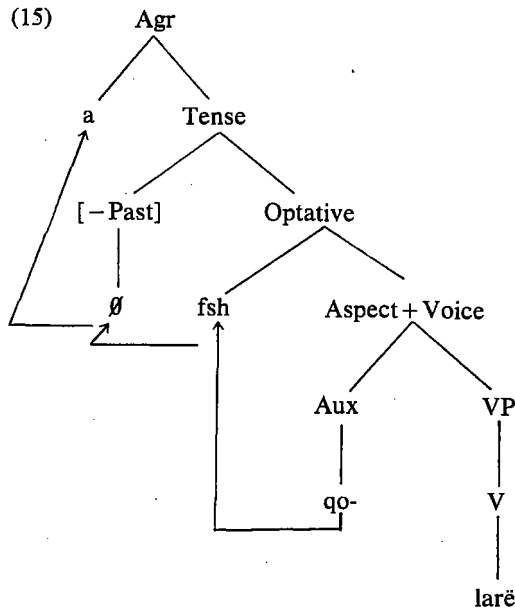 (15) Agr
a Tense
[−Past] Optative
Ø fsh Aspect + Voice
Aux VP
qo- V
larë